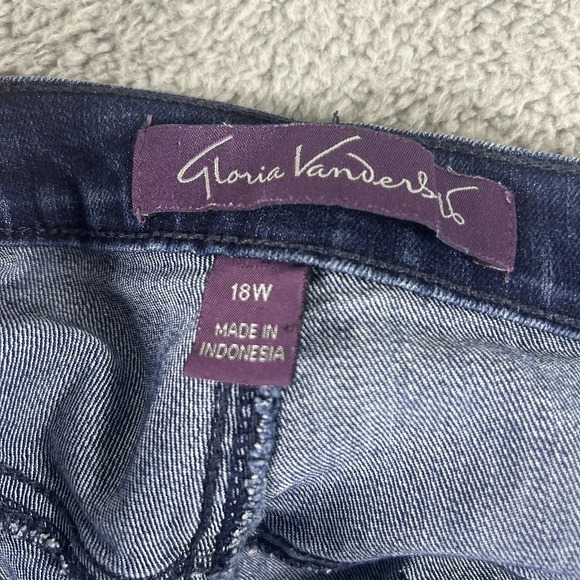 Gloria Vanderbilt
18W
MADE IN
INDONESIA